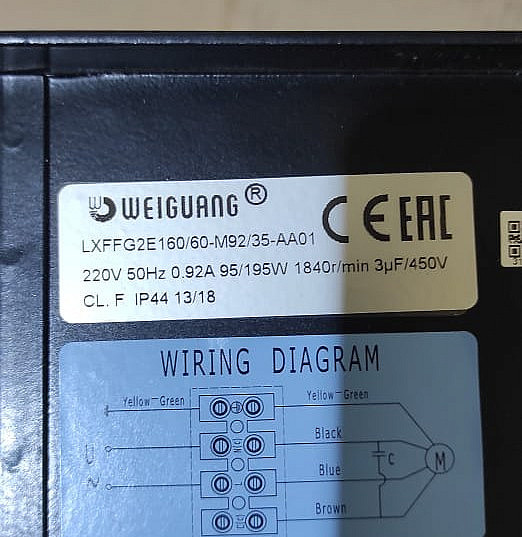 WEIGUANG®
CE EAC
LXFFG2E160/60-M92/35-AA01
220V 50Hz 0.92A 95/195W 1840r/min 3µF/450V
CL. F IP44 13/18
WIRING DIAGRAM
Yellow-Green
Yellow-Green
Black
C
M
Blue
Brown